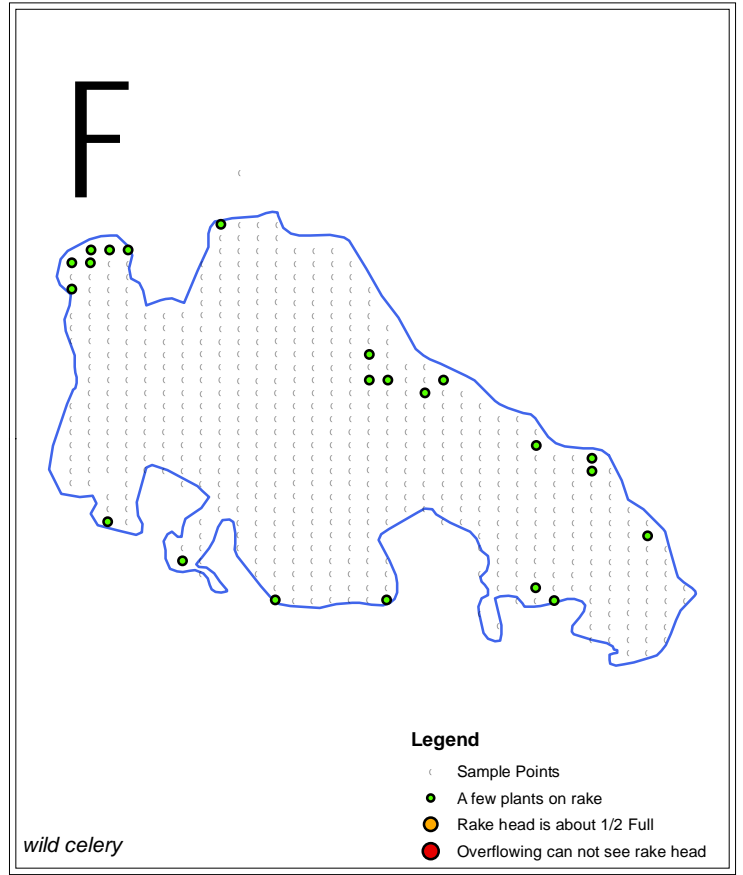 F
Legend
Sample Points
A few plants on rake
Rake head is about 1/2 Full
Overflowing can not see rake head
wild celery